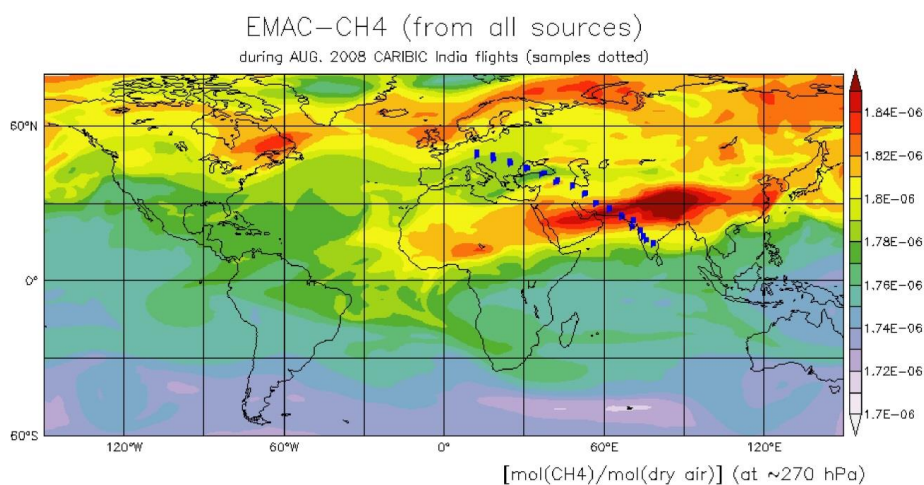 EMAC-CH4 (from all sources)
during AUG. 2008 CARIBIC India flights (samples dotted)
60°N
0°
60°S
120°W
60°W
0°
60°E
120°E
1.84E-06
1.82E-06
1.8E-06
1.78E-06
1.76E-06
1.74E-06
1.72E-06
1.7E-06
[mol(CH4)/mol(dry air)] (at ~270 hPa)